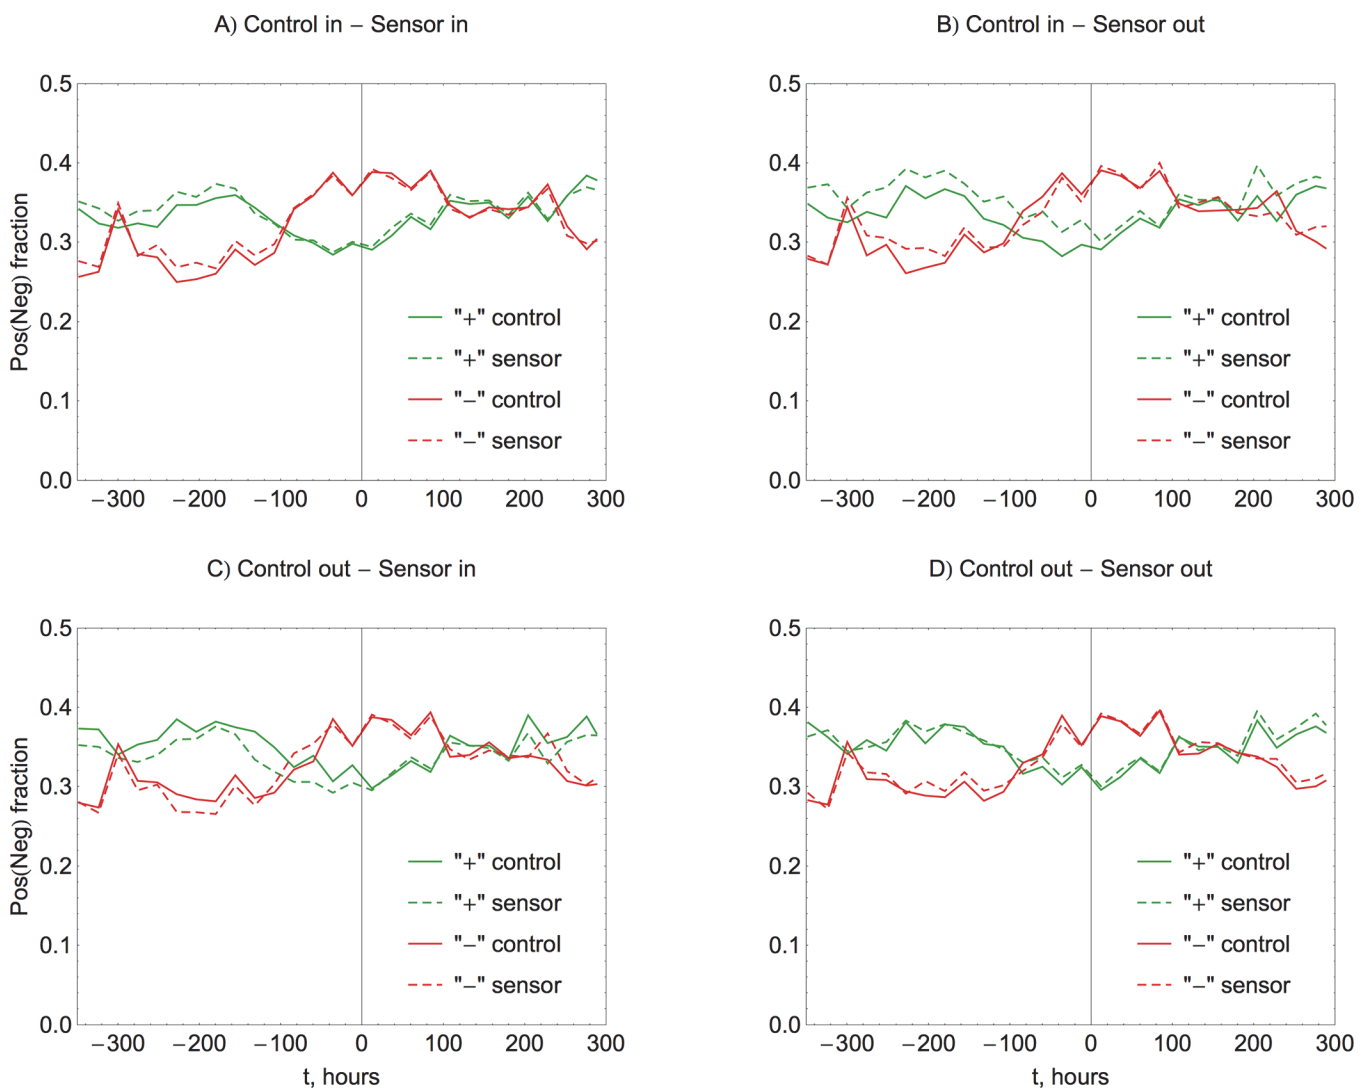 A) Control in – Sensor in
B) Control in – Sensor out
Pos(Neg) fraction
0.5
0.4
0.3
0.2
0.1
0.0
"+" control
"+" sensor
"−" control
"−" sensor
−300 −200 −100 0 100 200 300
0.5
0.4
0.3
0.2
0.1
0.0
"+" control
"+" sensor
"−" control
"−" sensor
−300 −200 −100 0 100 200 300
C) Control out – Sensor in
D) Control out – Sensor out
Pos(Neg) fraction
0.5
0.4
0.3
0.2
0.1
0.0
"+" control
"+" sensor
"−" control
"−" sensor
−300 −200 −100 0 100 200 300
t, hours
0.5
0.4
0.3
0.2
0.1
0.0
"+" control
"+" sensor
"−" control
"−" sensor
−300 −200 −100 0 100 200 300
t, hours